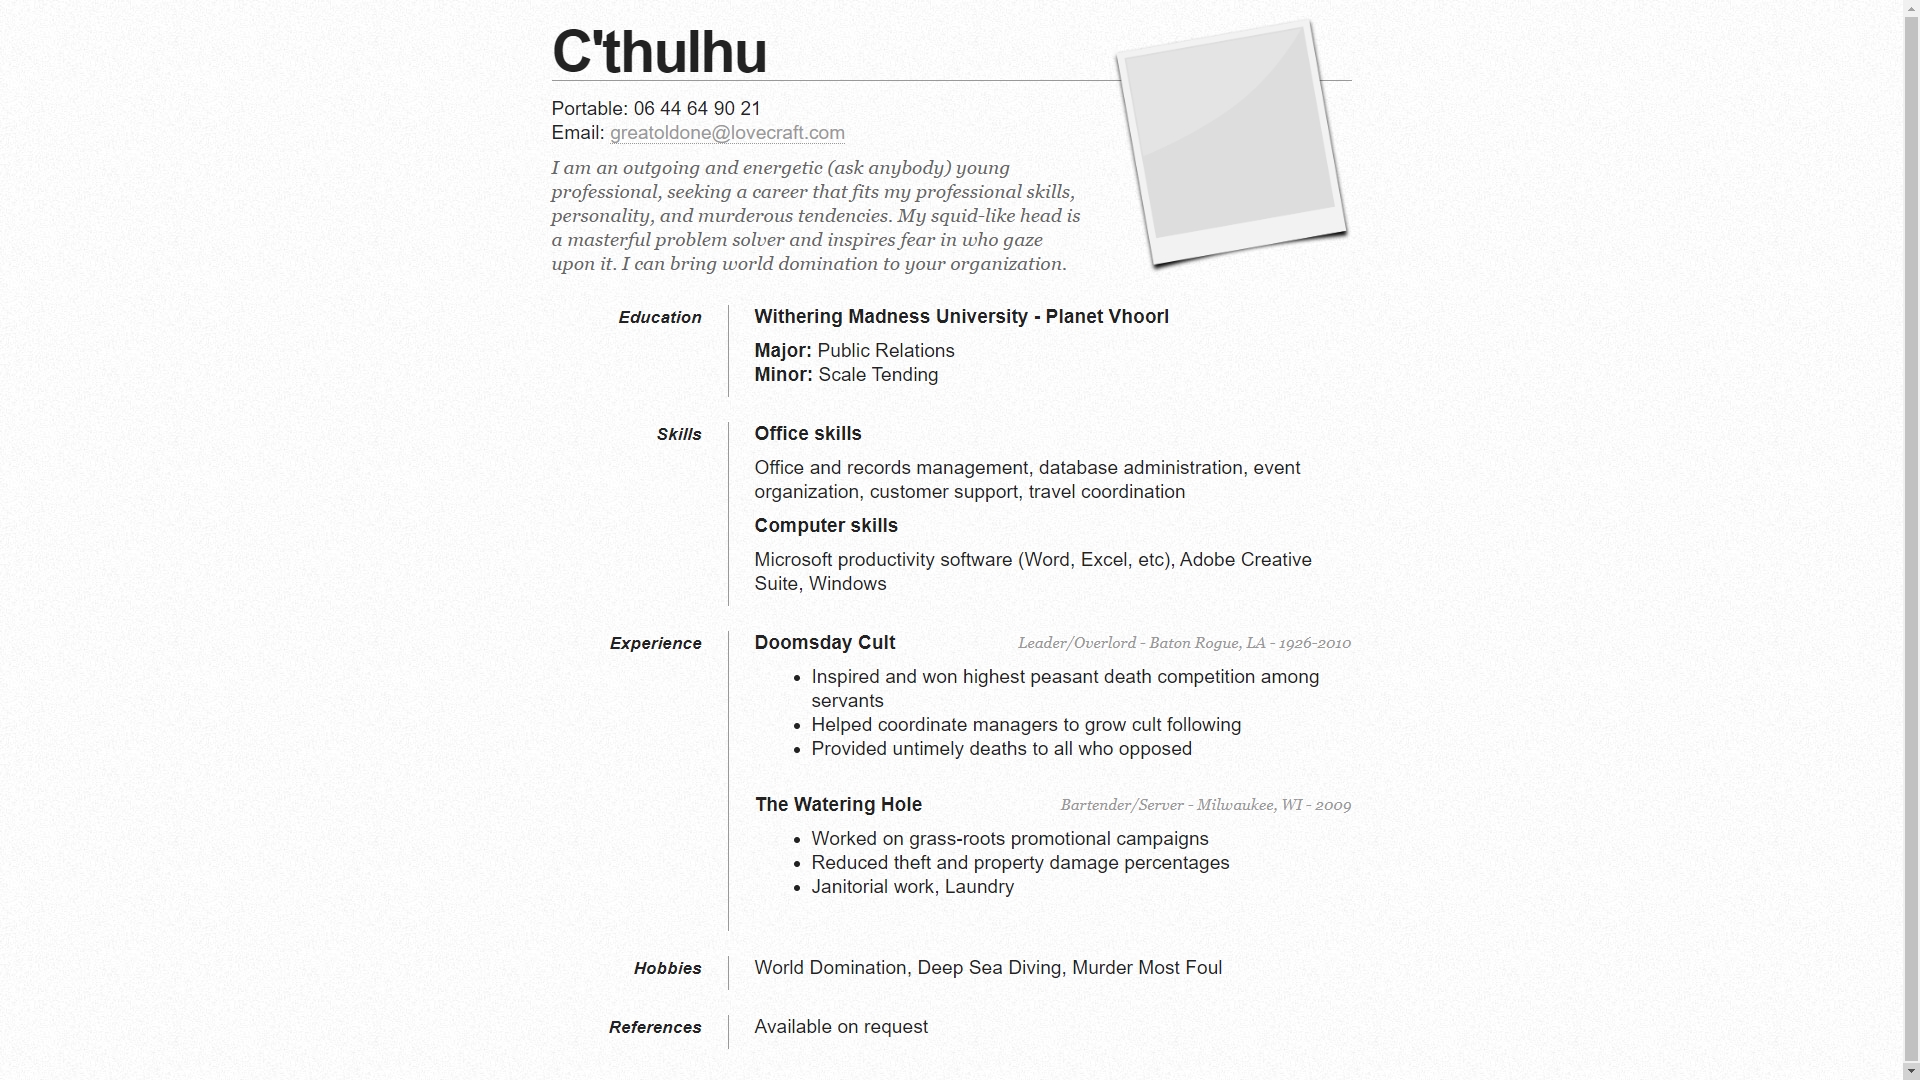 C'thulhu
Portable: 06 44 64 90 21
Email: greatoldone@lovecraft.com
I am an outgoing and energetic (ask anybody) young
professional, seeking a career that fits my professional skills,
personality, and murderous tendencies. My squid-like head is
a masterful problem solver and inspires fear in who gaze
upon it. I can bring world domination to your organization.
Education
Withering Madness University - Planet Vhoorl
Major: Public Relations
Minor: Scale Tending
Skills
Office skills
Office and records management, database administration, event
organization, customer support, travel coordination
Computer skills
Microsoft productivity software (Word, Excel, etc), Adobe Creative
Suite, Windows
Experience
Doomsday Cult
Leader/Overlord - Baton Rogue, LA - 1926-2010
Inspired and won highest peasant death competition among
servants
Helped coordinate managers to grow cult following
Provided untimely deaths to all who opposed
The Watering Hole
Bartender/Server - Milwaukee, WI - 2009
Worked on grass-roots promotional campaigns
Reduced theft and property damage percentages
Janitorial work, Laundry
Hobbies
World Domination, Deep Sea Diving, Murder Most Foul
References
Available on request